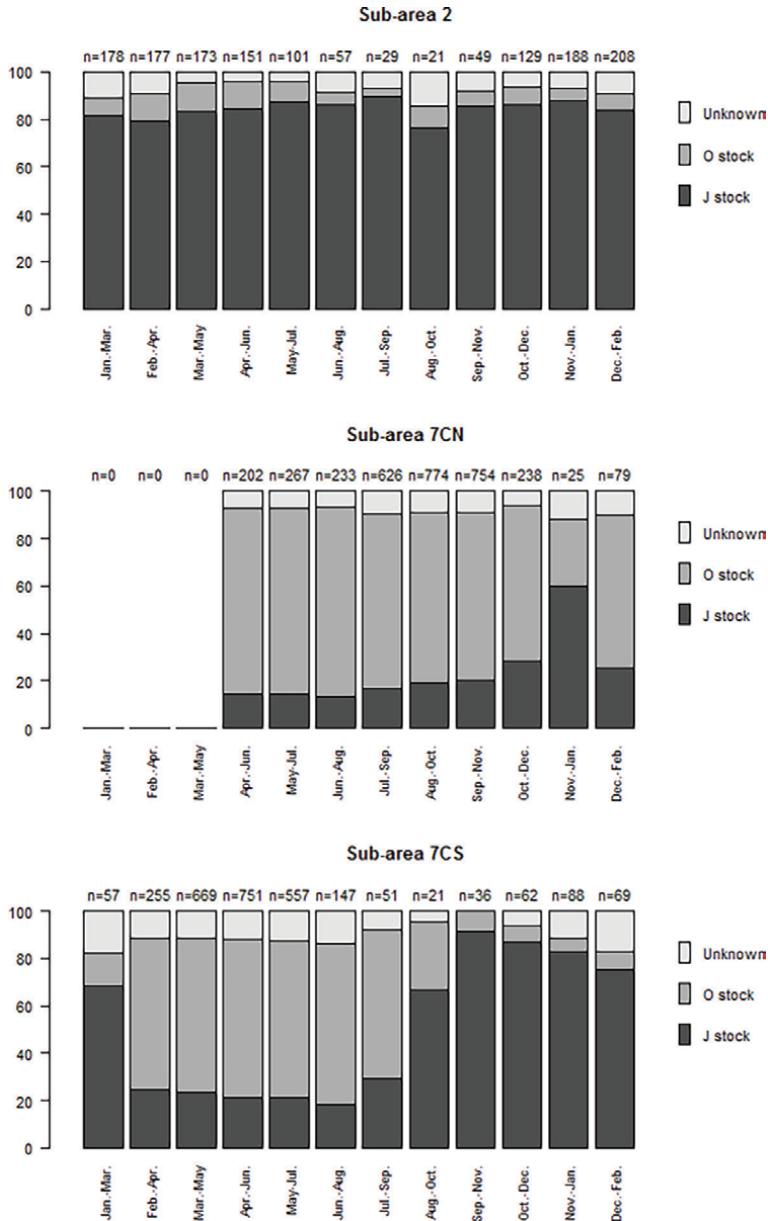 Sub-area 2
n=178 n=177 n=173 n=151 n=101 n=57 n=29 n=21 n=49 n=129 n=188 n=208
100
80
60
40
20
0
Unknown
O stock
J stock
Jan.-Mar. Feb.-Apr. Mar.-May Apr.-Jun. May-Jul. Jun.-Aug. Jul.-Sep. Aug.-Oct. Sep.-Nov. Oct.-Dec. Nov.-Jan. Dec.-Feb.
Sub-area 7CN
n=0 n=0 n=0 n=202 n=267 n=233 n=626 n=774 n=754 n=238 n=25 n=79
100
80
60
40
20
0
Unknown
O stock
J stock
Jan.-Mar. Feb.-Apr. Mar.-May Apr.-Jun. May-Jul. Jun.-Aug. Jul.-Sep. Aug.-Oct. Sep.-Nov. Oct.-Dec. Nov.-Jan. Dec.-Feb.
Sub-area 7CS
n=57 n=255 n=669 n=751 n=557 n=147 n=51 n=21 n=36 n=62 n=88 n=69
100
80
60
40
20
0
Unknown
O stock
J stock
Jan.-Mar. Feb.-Apr. Mar.-May Apr.-Jun. May-Jul. Jun.-Aug. Jul.-Sep. Aug.-Oct. Sep.-Nov. Oct.-Dec. Nov.-Jan. Dec.-Feb.